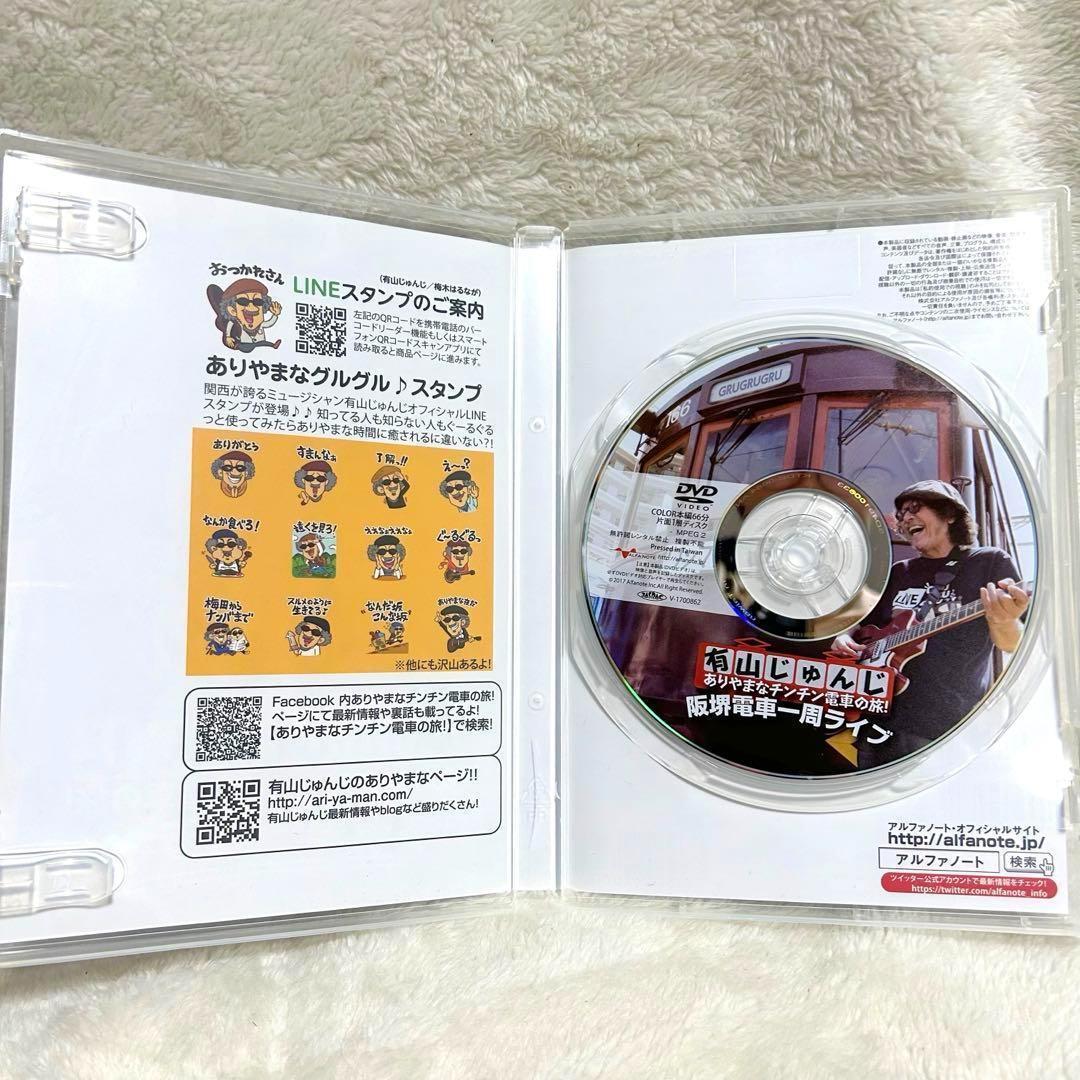 おつかれさん
(有山じゅんじ／梅木はるなが)
LINEスタンプのご案内
左記のQRコードを携帯電話のバー
コードリーダー機能もしくはスマート
フォンQRコードスキャンアプリにて
読み取ると商品ページに進みます。
ありやまなグルグル♪スタンプ
関西が誇るミュージシャン有山じゅんじオフィシャルLINE
スタンプが登場♪♪ 知ってる人も知らない人もぐーるぐる
っと使ってみたらありやまな時間に癒されるに違いない?!
ありがとう
すまんなぁ
了解っ!!
え〜っ?
なんか食べろ!
遠くを見ろ!
ええねぇええねぇ
ぐ〜るぐるっ
梅田から
ナンバまで
スルメのように
生きてる♪
"なんだ坂
こんな坂"
ありやまな夜だ
※他にも沢山あるよ!
Facebook 内ありやまなチンチン電車の旅!
ページにて最新情報や裏話も載ってるよ!
【ありやまなチンチン電車の旅!】で検索!
有山じゅんじのありやまなページ!!
http://ari-ya-man.com/
有山じゅんじ最新情報やblogなど盛りだくさん!
GRUGRUGRU
166
DVD
VIDEO
COLOR本編66分
片面1層ディスク
MPEG 2
無許諾レンタル禁止 複製不能
Pressed in Taiwan
ALFANOTE http://alfanote.jp/
©2017 Alfanote Inc.All Right Reserved.
V-1700862
有山じゅんじ
ありやまなチンチン電車の旅!
阪堺電車一周ライブ
アルファノート・オフィシャルサイト
http://alfanote.jp/
アルファノート 検索
ツイッター公式アカウントで最新情報をチェック!
https://twitter.com/alfanote_info